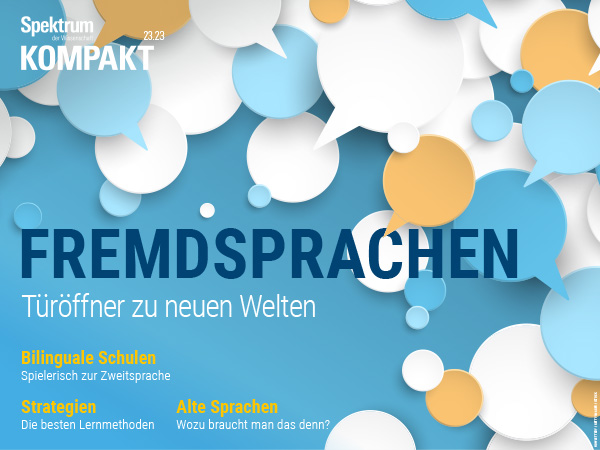 Spektrum
der Wissenschaft
KOMPAKT
23.23
FREMDSPRACHEN
Türöffner zu neuen Welten
Bilinguale Schulen
Spielerisch zur Zweitsprache
Strategien
Die besten Lernmethoden
Alte Sprachen
Wozu braucht man das denn?